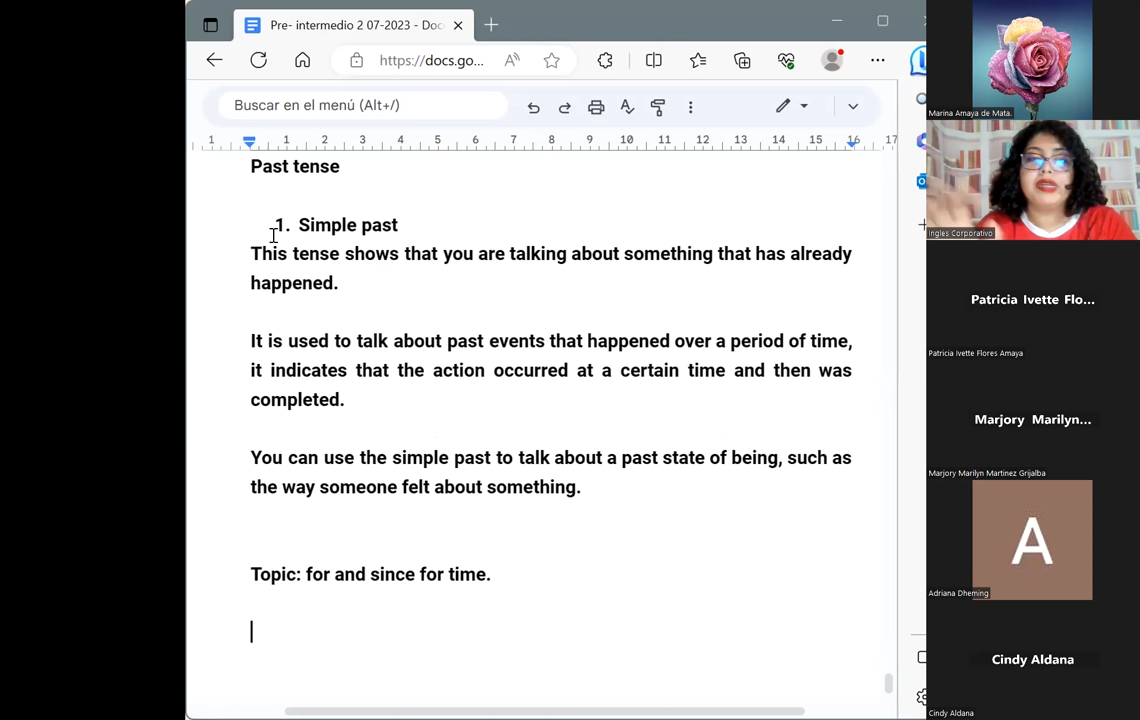 Pre- intermedio 2 07-2023 - Doc
https://docs.go...
Buscar en el menú (Alt+/)
1 1 2 3 4 5 6 7 8 9 10 11 12 13 14 15 16 17
Past tense
1. Simple past
This tense shows that you are talking about something that has already
happened.
It is used to talk about past events that happened over a period of time,
it indicates that the action occurred at a certain time and then was
completed.
You can use the simple past to talk about a past state of being, such as
the way someone felt about something.
Topic: for and since for time.
Marina Amaya de Mata.
Ingles Corporativo
Patricia Ivette Flo...
Patricia Ivette Flores Amaya
Marjory Marilyn...
Marjory Marilyn Martinez Grijalba
A
Adriana Dheming
Cindy Aldana
Cindy Aldana